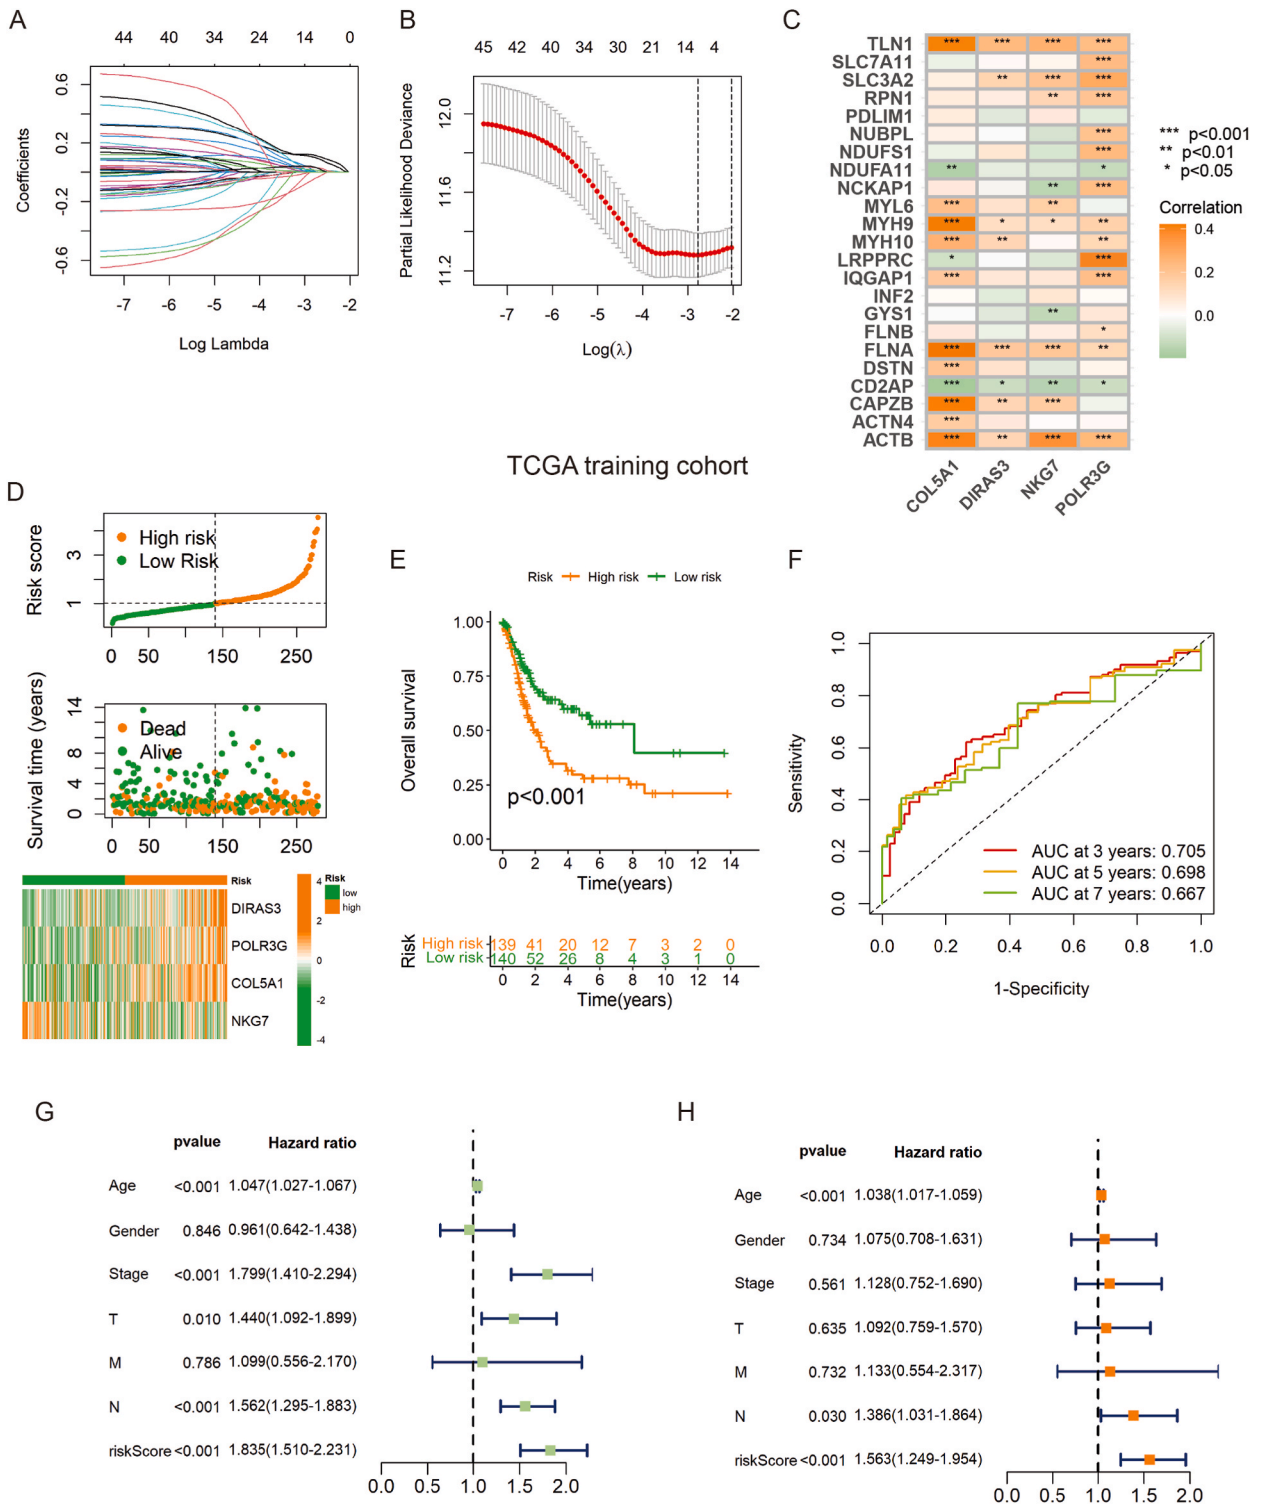 A
44 40 34 24 14 0
0.6
0.2
-0.2
-0.6
Coefficients
-7 -6 -5 -4 -3 -2
Log Lambda
B
45 42 40 34 30 21 14 4
12.0
11.6
11.2
Partial Likelihood Deviance
-7 -6 -5 -4 -3 -2
Log(λ)
C
TLN1 *** *** *** ***
SLC7A11 ***
SLC3A2 ** *** ***
RPN1 ** ***
PDLIM1
NUBPL ***
NDUFS1 ***
NDUFA11 ** *
NCKAP1 ** ***
MYL6 *** **
MYH9 *** * * **
MYH10 *** ** **
LRPPRC * ***
IQGAP1 *** ***
INF2
GYS1 **
FLNB *
FLNA *** *** *** **
DSTN ***
CD2AP *** * ** *
CAPZB *** ** ***
ACTN4 ***
ACTB *** ** *** ***
COL5A1 DIRAS3 NKG7 POLR3G
*** p<0.001
** p<0.01
* p<0.05
Correlation
0.4
0.2
0.0
TCGA training cohort
D
Risk score
3
1
High risk
Low Risk
0 50 150 250
Survival time (years)
14
8
4
0
Dead
Alive
0 50 150 250
Risk
DIRAS3
POLR3G
COL5A1
NKG7
4
2
0
-2
-4
Risk
low
high
E
Risk High risk Low risk
Overall survival
1.00
0.75
0.50
0.25
0.00
p<0.001
0 2 4 6 8 10 12 14
Time(years)
Risk
High risk 139 41 20 12 7 3 2 0
Low risk 140 52 26 8 4 3 1 0
0 2 4 6 8 10 12 14
Time(years)
F
Sensitivity
1.0
0.8
0.6
0.4
0.2
0.0
AUC at 3 years: 0.705
AUC at 5 years: 0.698
AUC at 7 years: 0.667
0.0 0.2 0.4 0.6 0.8 1.0
1-Specificity
G
pvalue Hazard ratio
Age <0.001 1.047(1.027-1.067)
Gender 0.846 0.961(0.642-1.438)
Stage <0.001 1.799(1.410-2.294)
T 0.010 1.440(1.092-1.899)
M 0.786 1.099(0.556-2.170)
N <0.001 1.562(1.295-1.883)
riskScore <0.001 1.835(1.510-2.231)
0.0 0.5 1.0 1.5 2.0
H
pvalue Hazard ratio
Age <0.001 1.038(1.017-1.059)
Gender 0.734 1.075(0.708-1.631)
Stage 0.561 1.128(0.752-1.690)
T 0.635 1.092(0.759-1.570)
M 0.732 1.133(0.554-2.317)
N 0.030 1.386(1.031-1.864)
riskScore <0.001 1.563(1.249-1.954)
0.0 0.5 1.0 1.5 2.0